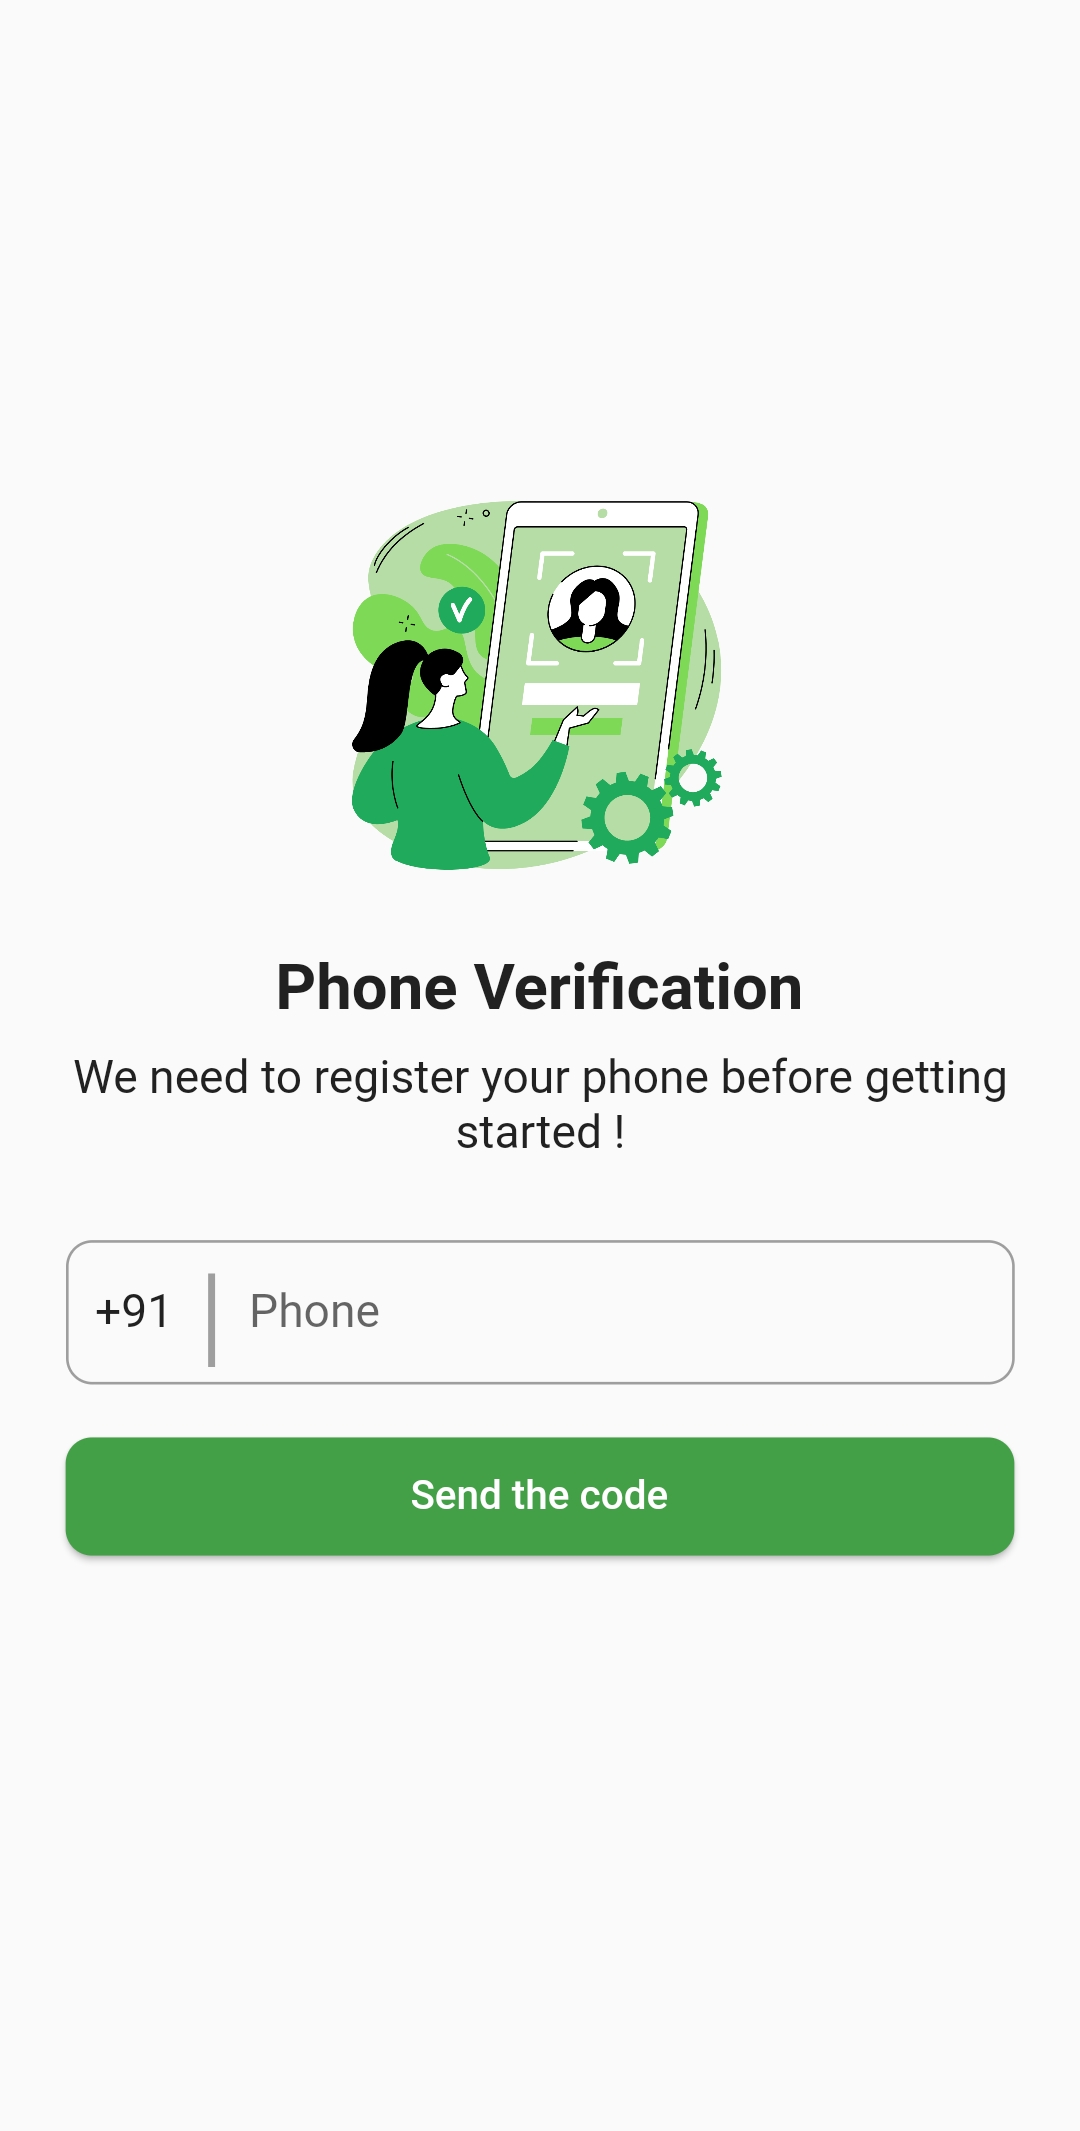 Phone Verification
We need to register your phone before getting
started !
+91
Phone
Send the code